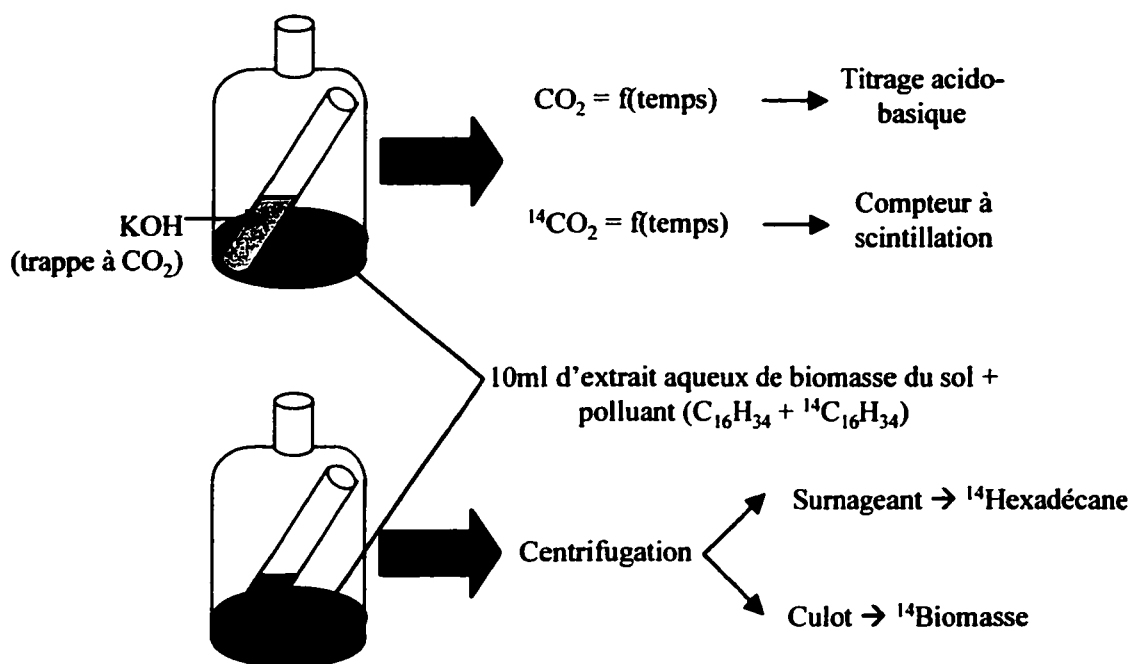 CO₂ = f(temps)
Titrage acido-
basique
KOH
(trappe à CO₂)
¹⁴CO₂ = f(temps)
Compteur à
scintillation
10ml d'extrait aqueux de biomasse du sol +
polluant (C₁₆H₃₄ + ¹⁴C₁₆H₃₄)
Centrifugation
Surnageant → ¹⁴Hexadécane
Culot → ¹⁴Biomasse